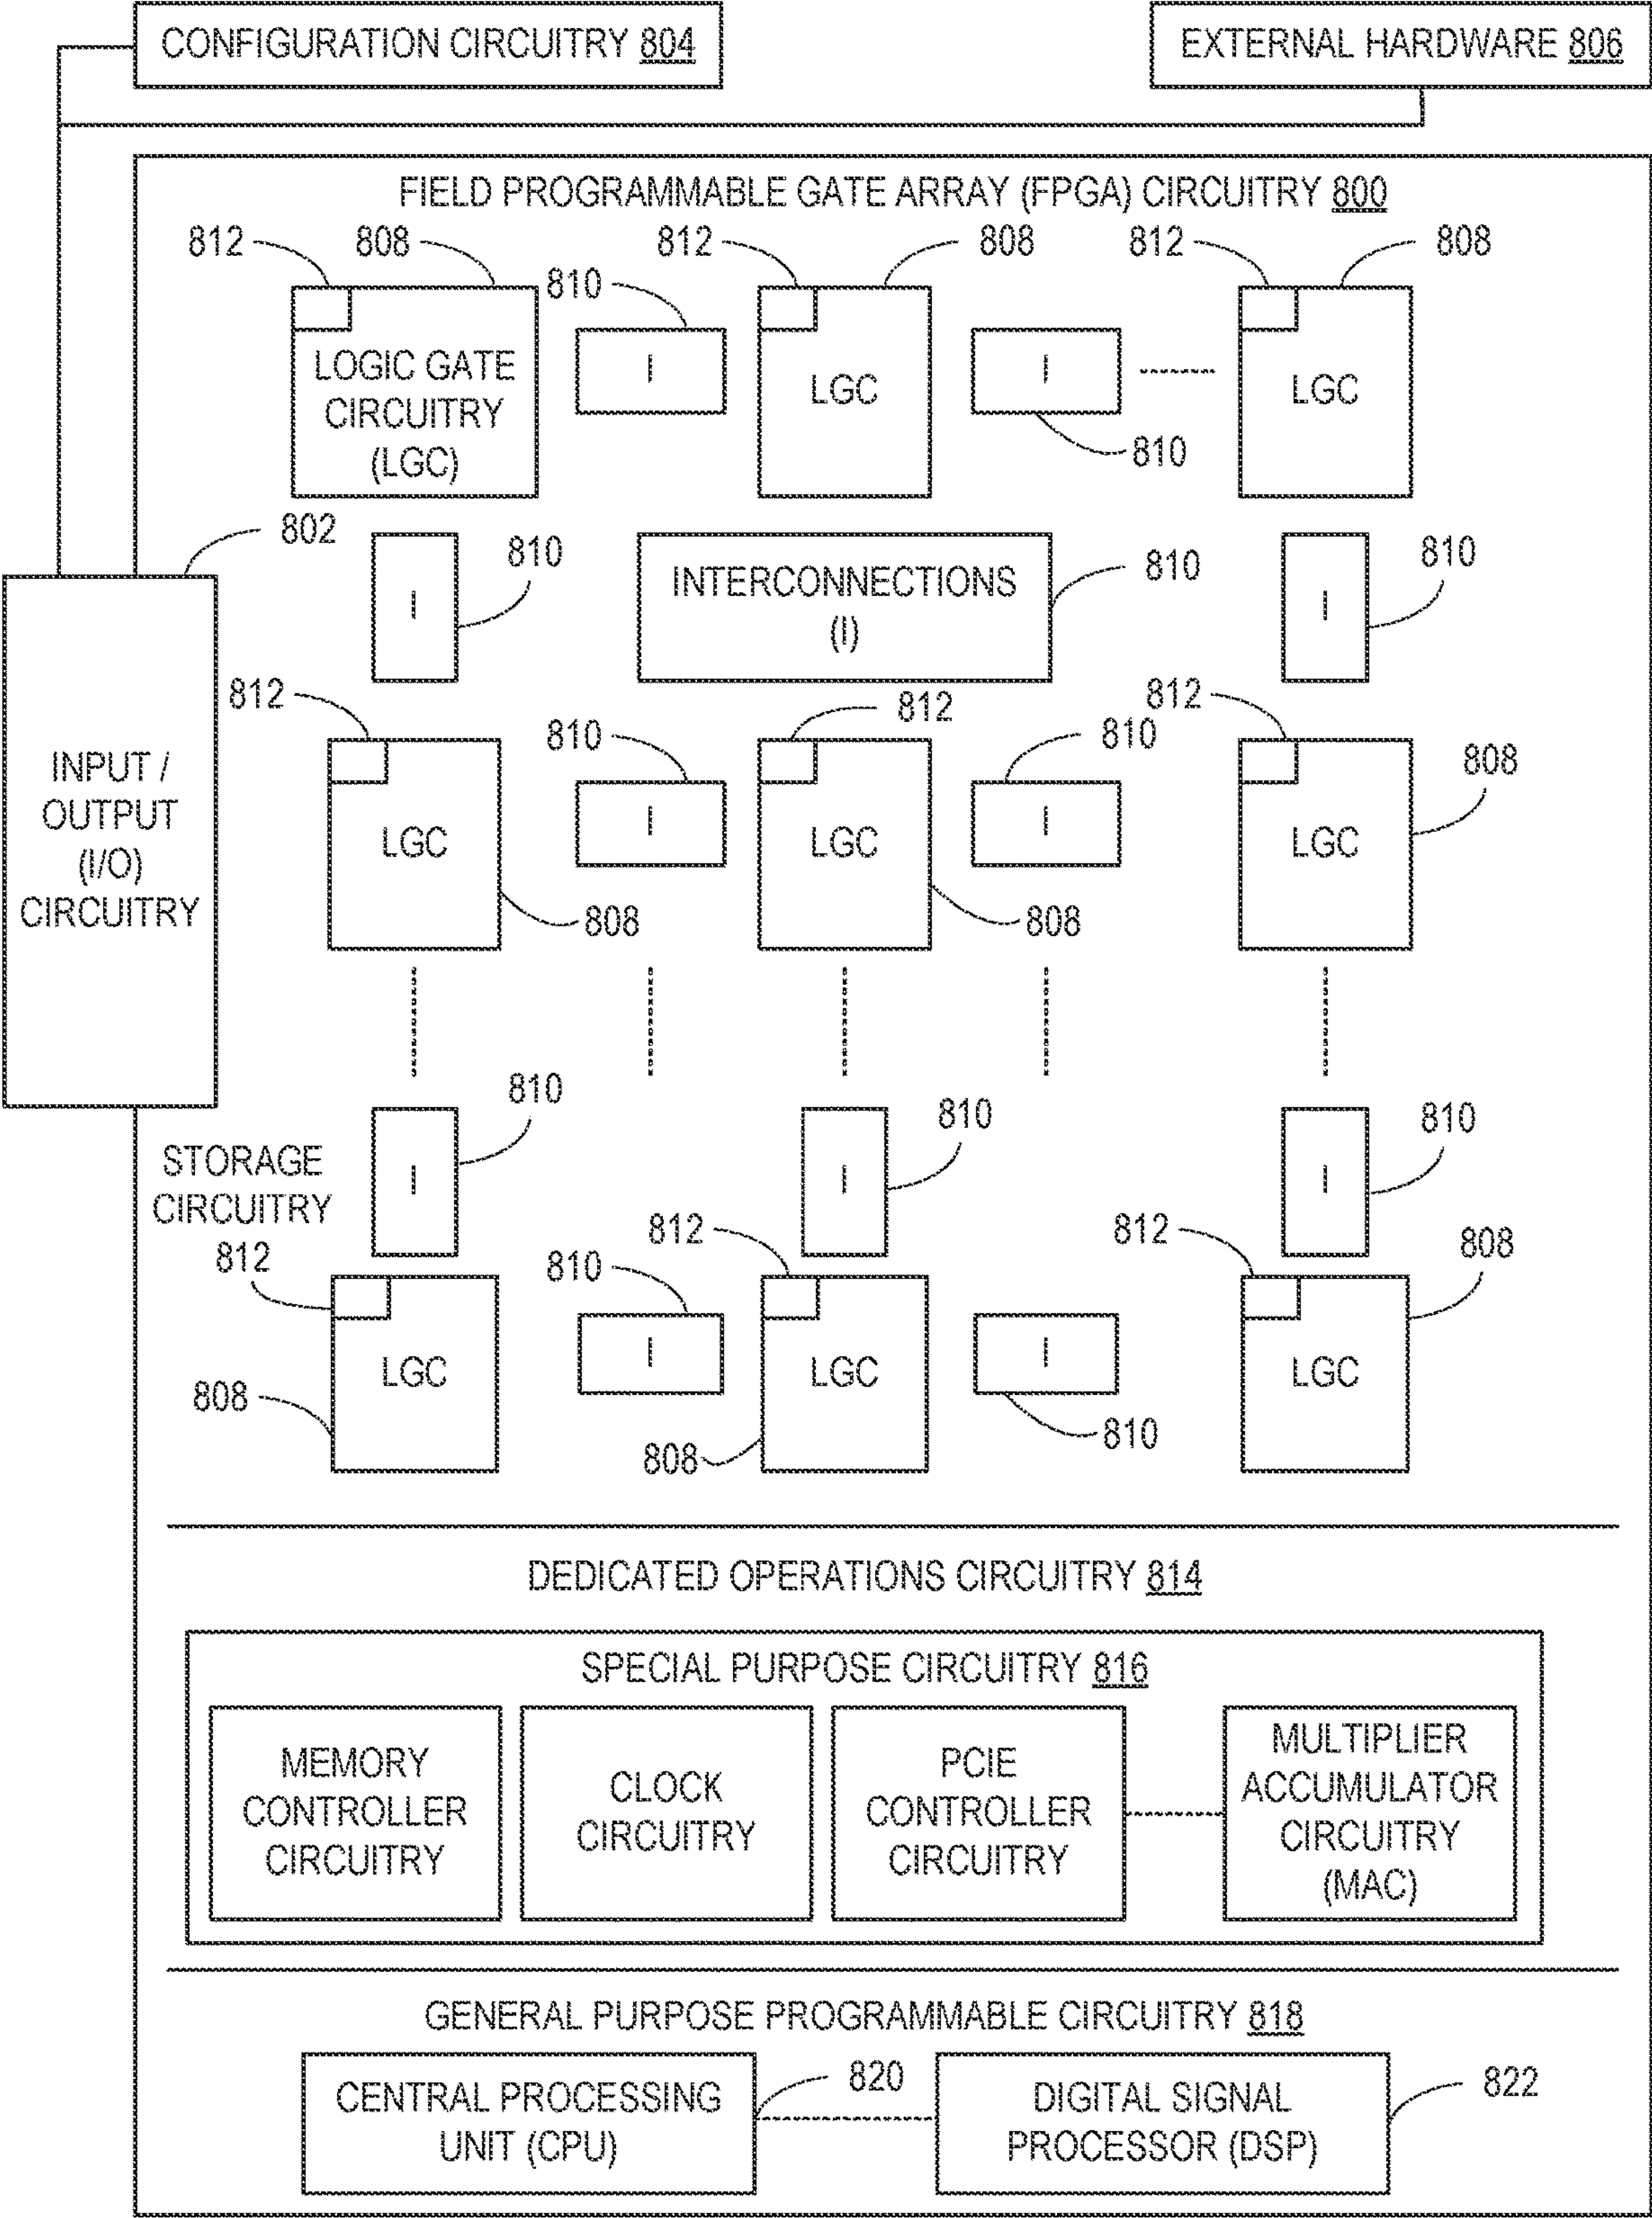 CONFIGURATION CIRCUITRY 804
EXTERNAL HARDWARE 806
FIELD PROGRAMMABLE GATE ARRAY (FPGA) CIRCUITRY 800
812
808
812
808
812
808
810
LOGIC GATE
CIRCUITRY
(LGC)
I
LGC
I
LGC
810
802
810
INTERCONNECTIONS
(I)
810
810
I
I
812
812
812
810
810
INPUT /
OUTPUT
(I/O)
CIRCUITRY
LGC
I
LGC
I
LGC
808
808
808
810
810
810
STORAGE
CIRCUITRY
812
I
I
I
812
812
808
810
LGC
I
LGC
I
LGC
808
808
810
DEDICATED OPERATIONS CIRCUITRY 814
SPECIAL PURPOSE CIRCUITRY 816
MEMORY
CONTROLLER
CIRCUITRY
CLOCK
CIRCUITRY
PCIE
CONTROLLER
CIRCUITRY
MULTIPLIER
ACCUMULATOR
CIRCUITRY
(MAC)
GENERAL PURPOSE PROGRAMMABLE CIRCUITRY 818
CENTRAL PROCESSING
UNIT (CPU)
820
DIGITAL SIGNAL
PROCESSOR (DSP)
822